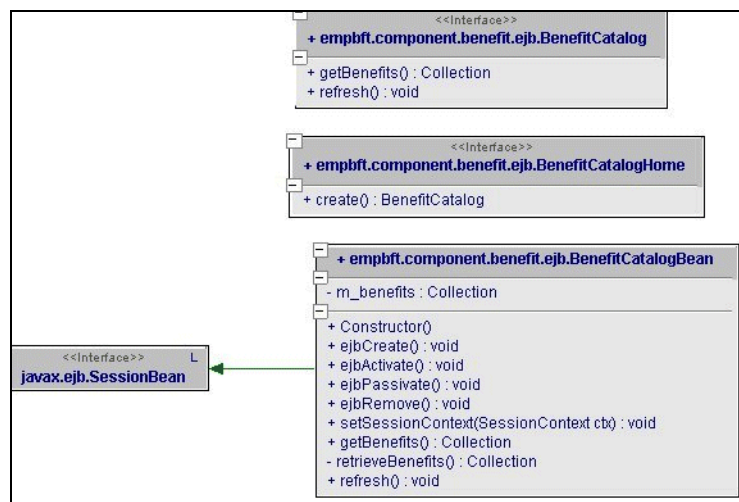 <<Interface>>
+ empbft.component.benefit.ejb.BenefitCatalog
+ getBenefits() : Collection
+ refresh() : void
<<Interface>>
+ empbft.component.benefit.ejb.BenefitCatalogHome
+ create() : BenefitCatalog
+ empbft.component.benefit.ejb.BenefitCatalogBean
- m_benefits : Collection
+ Constructor()
+ ejbCreate() : void
+ ejbActivate() : void
+ ejbPassivate() : void
+ ejbRemove() : void
+ setSessionContext(SessionContext ctx) : void
+ getBenefits() : Collection
- retrieveBenefits() : Collection
+ refresh() : void
<<Interface>> L
javax.ejb.SessionBean